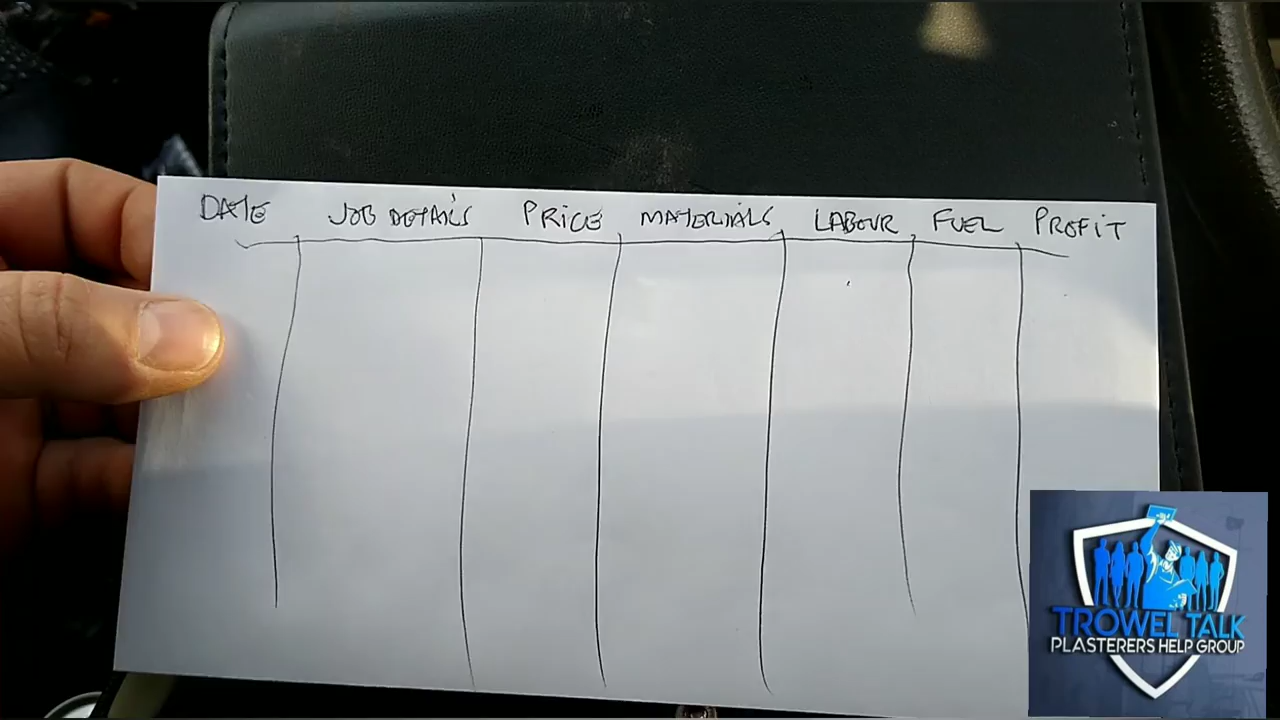 DATE JOB DETAILS PRICE MATERIALS LABOUR FUEL PROFIT
TROWEL TALK
PLASTERERS HELP GROUP